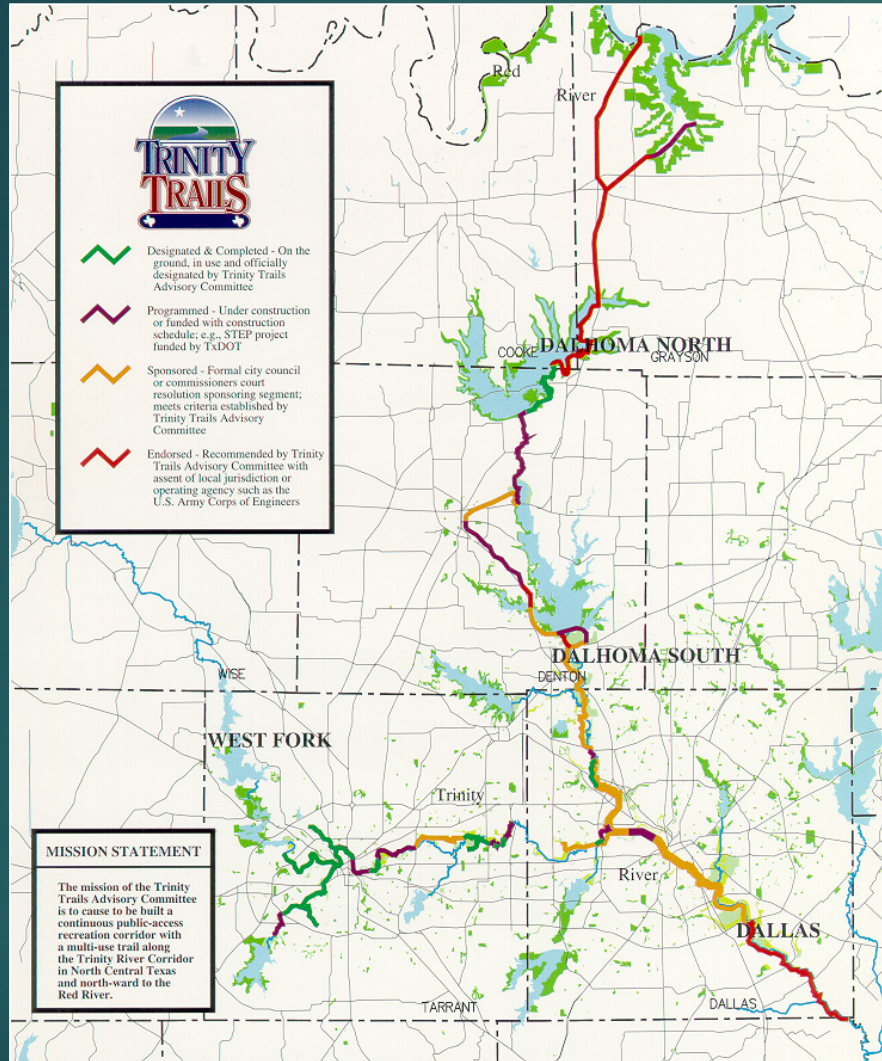 Red
River
TRINITY
TRAILS
Designated & Completed - On the
ground, in use and officially
designated by Trinity Trails
Advisory Committee
Programmed - Under construction
or funded with construction
schedule; e.g., STEP project
funded by TxDOT
Sponsored - Formal city council
or commissioners court
resolution sponsoring segment;
meets criteria established by
Trinity Trails Advisory
Committee
Endorsed - Recommended by Trinity
Trails Advisory Committee with
assent of local jurisdiction or
operating agency such as the
U.S. Army Corps of Engineers
DALHOMA NORTH
COOKE
GRAYSON
DALHOMA SOUTH
WISE
DENTON
WEST FORK
Trinity
River
MISSION STATEMENT
The mission of the Trinity
Trails Advisory Committee
is to cause to be built a
continuous public-access
recreation corridor with
a multi-use trail along
the Trinity River Corridor
in North Central Texas
and north-ward to the
Red River.
DALLAS
TARRANT
DALLAS